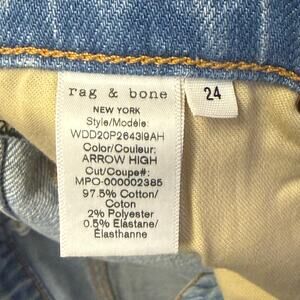 rag & bone
NEW YORK
Style/Modèle:
WDD20P2643I9AH
Color/Couleur:
ARROW HIGH
Cut/Coupe#:
MPO-000002385
97.5% Cotton/
Coton
2% Polyester
0.5% Elastane/
Élasthanne
24